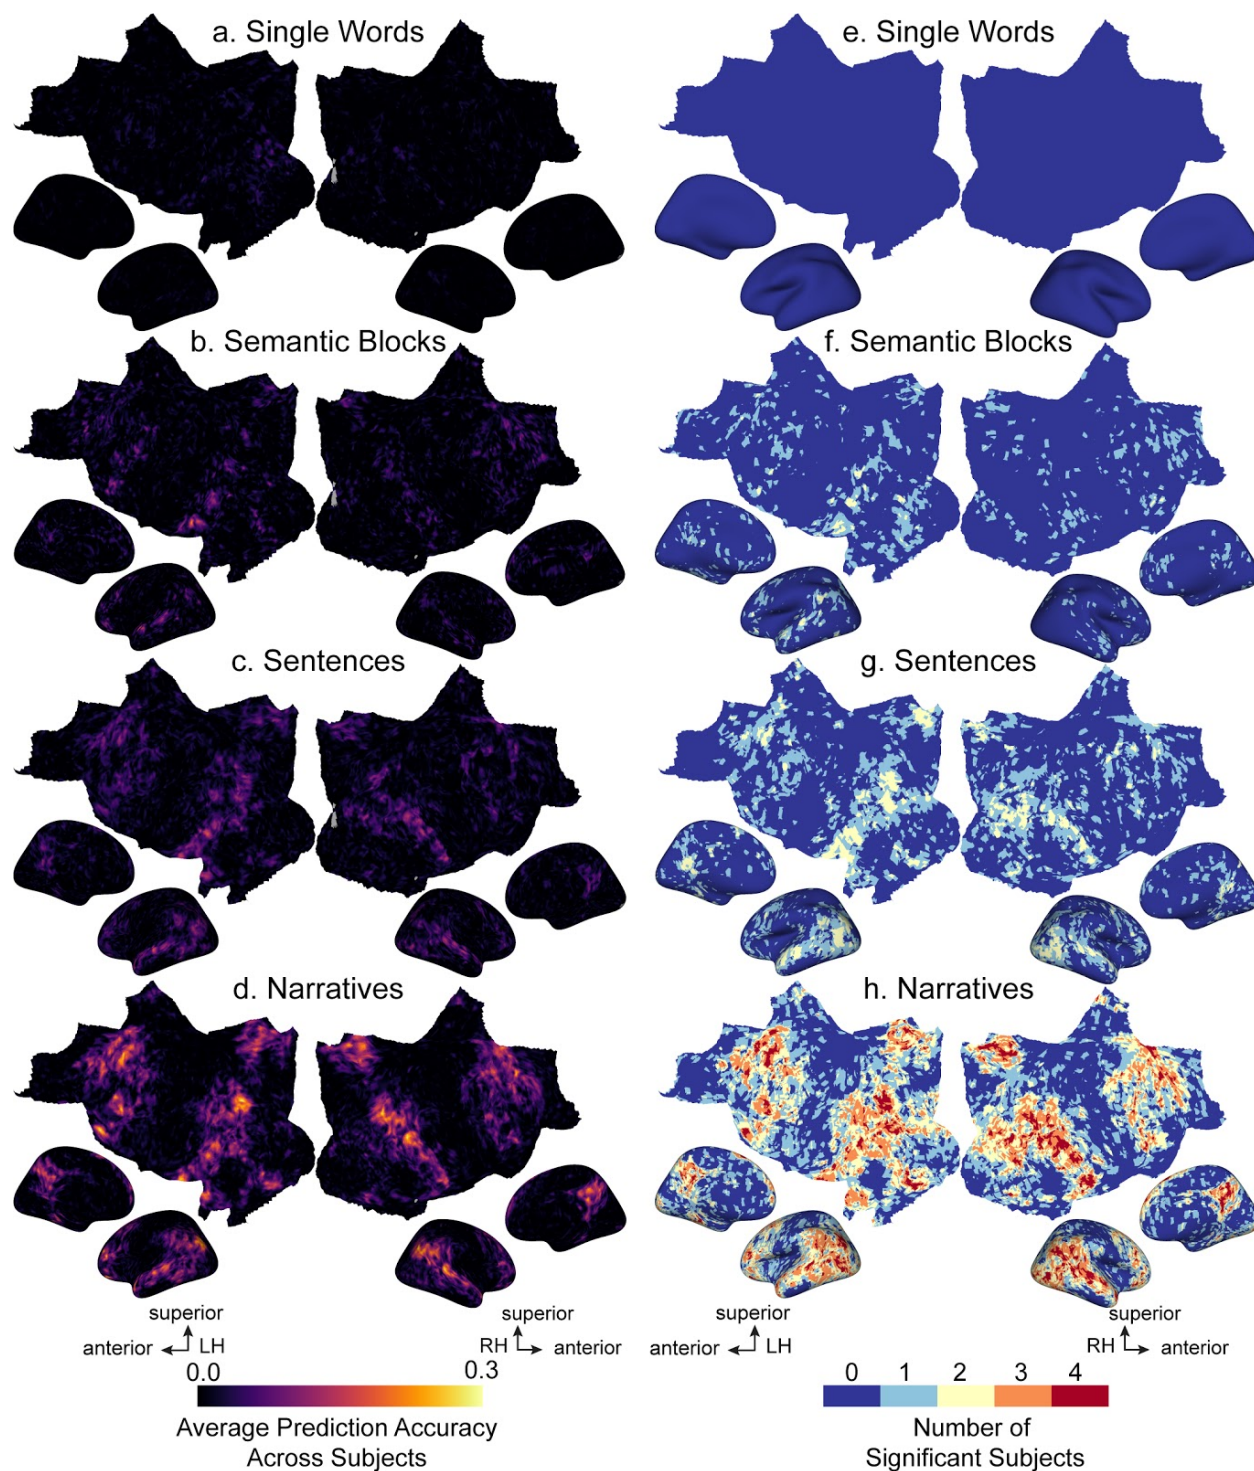 a. Single Words
e. Single Words
b. Semantic Blocks
f. Semantic Blocks
c. Sentences
g. Sentences
d. Narratives
h. Narratives
superior
anterior LH
superior
RH anterior
superior
anterior LH
superior
RH anterior
0.0 0.3
Average Prediction Accuracy
Across Subjects
0 1 2 3 4
Number of
Significant Subjects